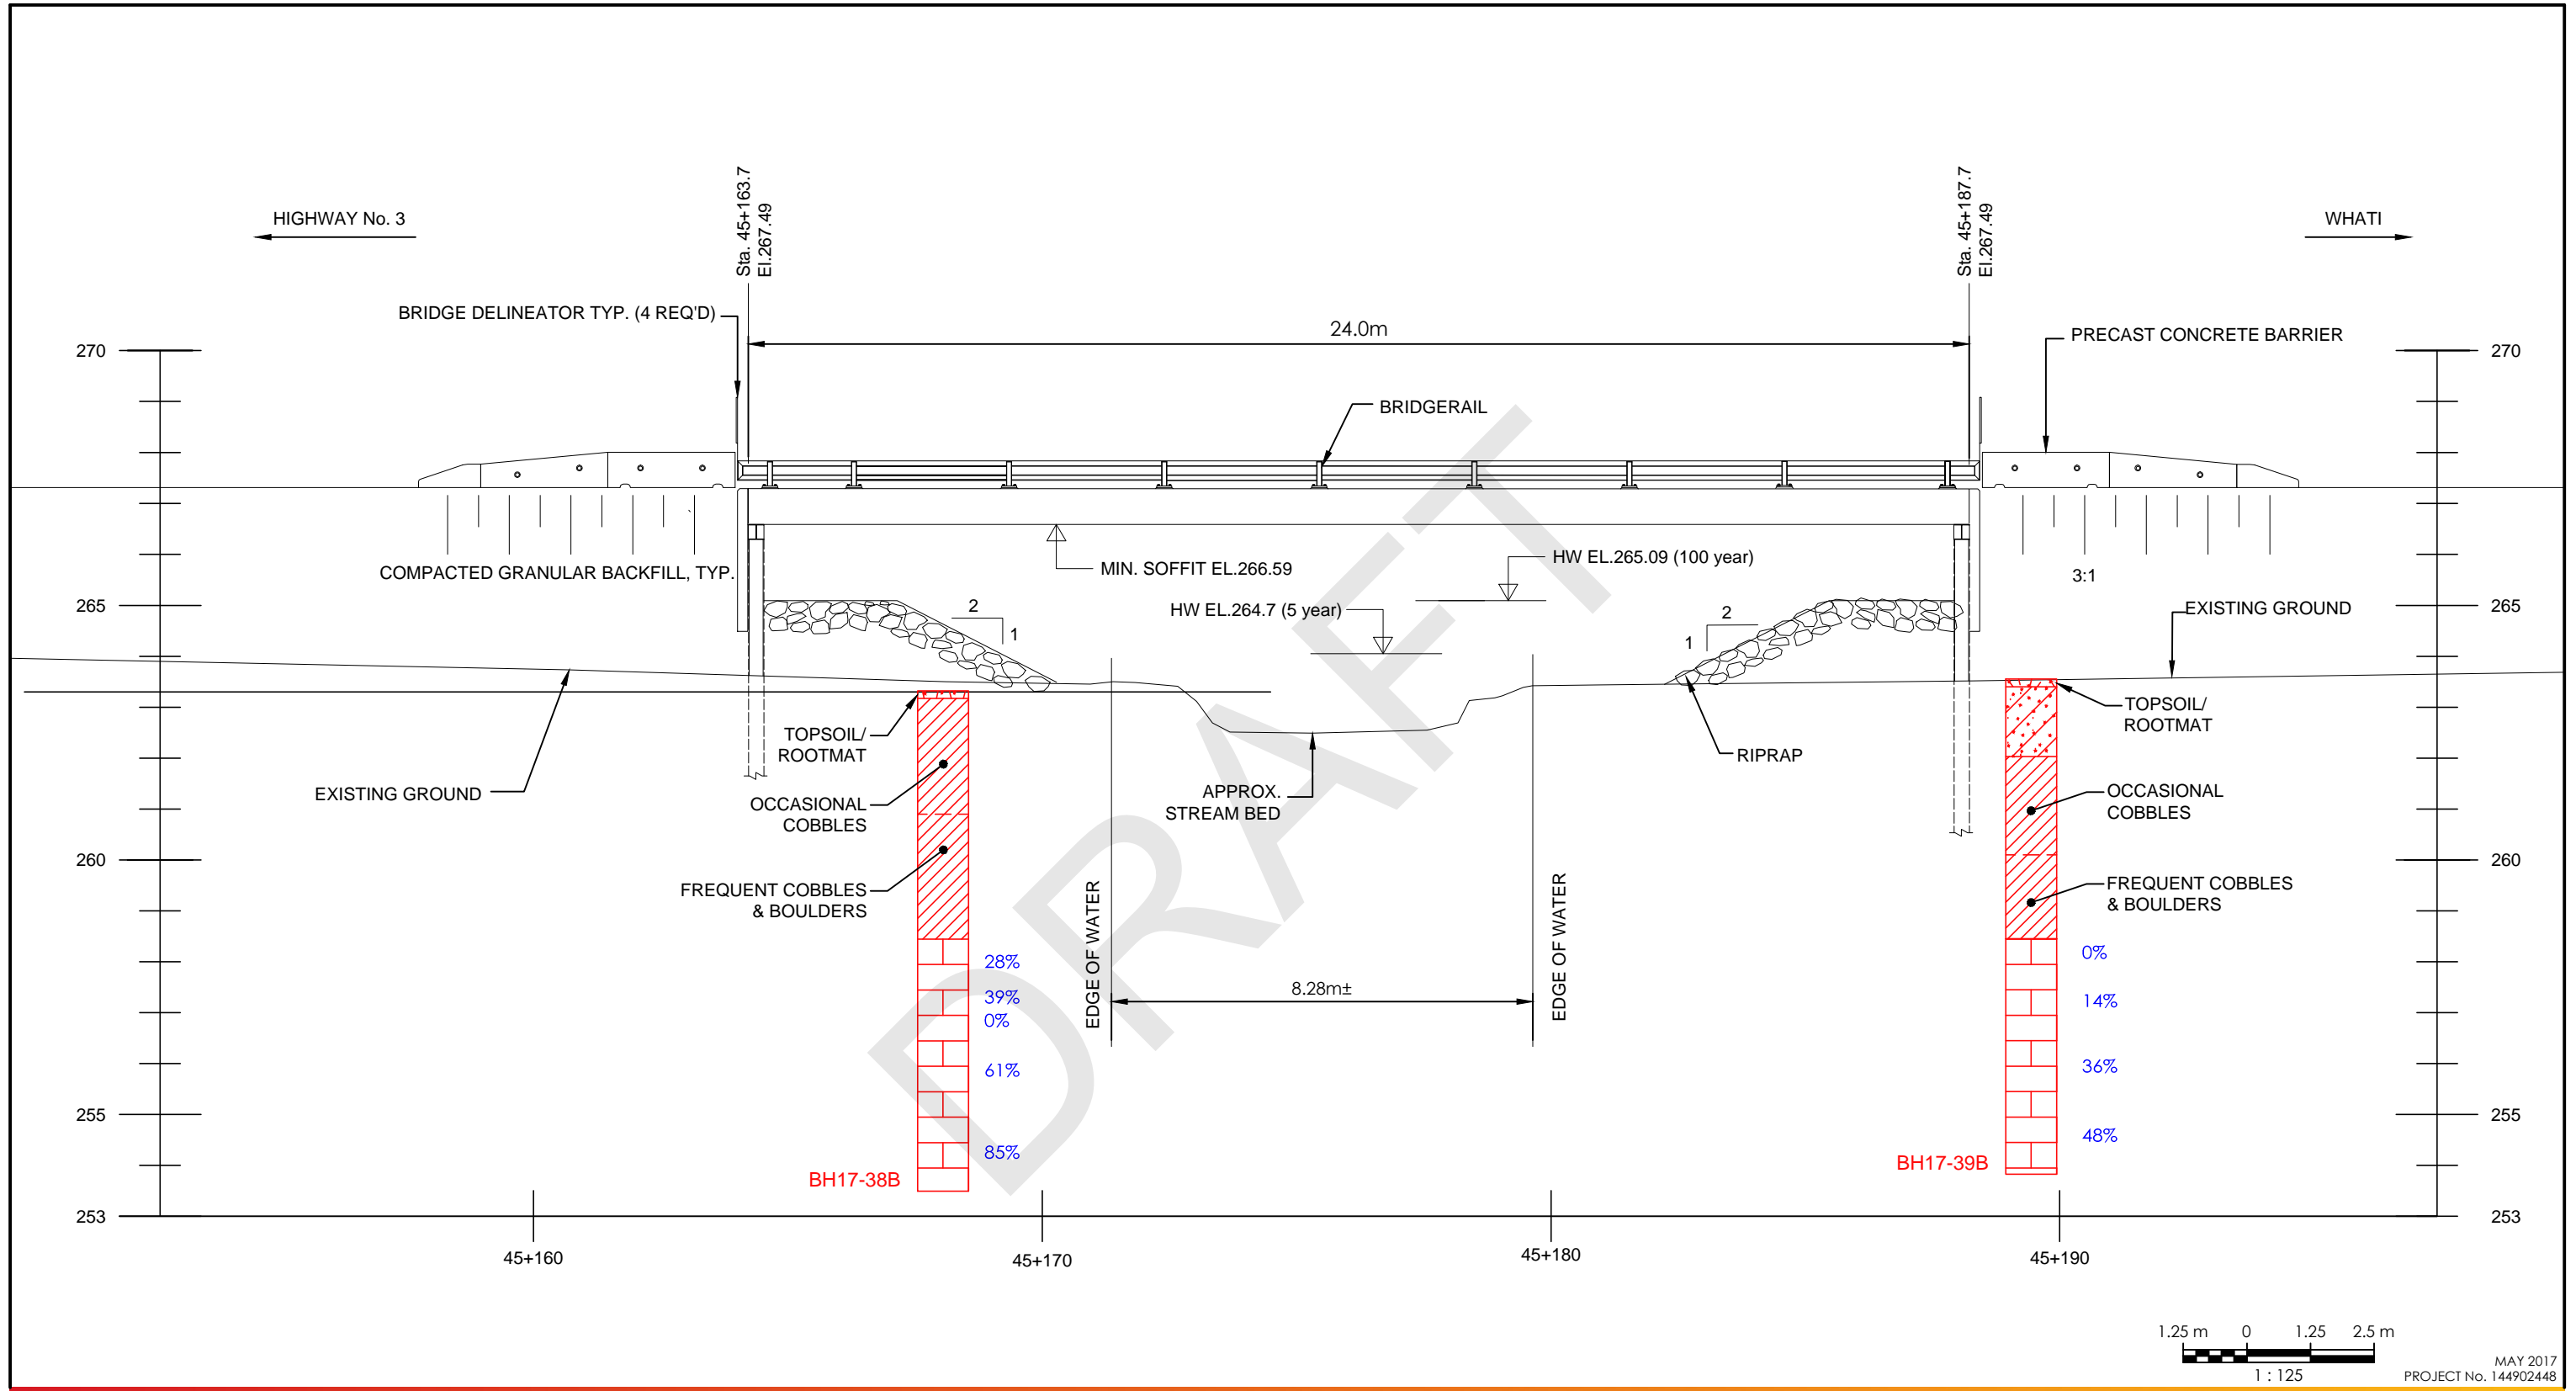 Sta. 45+163.7
El.267.49
Sta. 45+187.7
El.267.49
HIGHWAY No. 3
WHATI
BRIDGE DELINEATOR TYP. (4 REQ'D)
24.0m
PRECAST CONCRETE BARRIER
270
270
BRIDGERAIL
COMPACTED GRANULAR BACKFILL, TYP.
MIN. SOFFIT EL.266.59
HW EL.265.09 (100 year)
HW EL.264.7 (5 year)
3:1
265
265
2
1
2
1
EXISTING GROUND
TOPSOIL/
ROOTMAT
TOPSOIL/
ROOTMAT
RIPRAP
EXISTING GROUND
OCCASIONAL
COBBLES
APPROX.
STREAM BED
OCCASIONAL
COBBLES
260
260
FREQUENT COBBLES
& BOULDERS
FREQUENT COBBLES
& BOULDERS
EDGE OF WATER
EDGE OF WATER
8.28m±
28%
39%
0%
61%
85%
0%
14%
36%
48%
255
255
BH17-38B
BH17-39B
253
253
45+160
45+170
45+180
45+190
DRAFT
1.25 m 0 1.25 2.5 m
1 : 125
MAY 2017
PROJECT No. 144902448